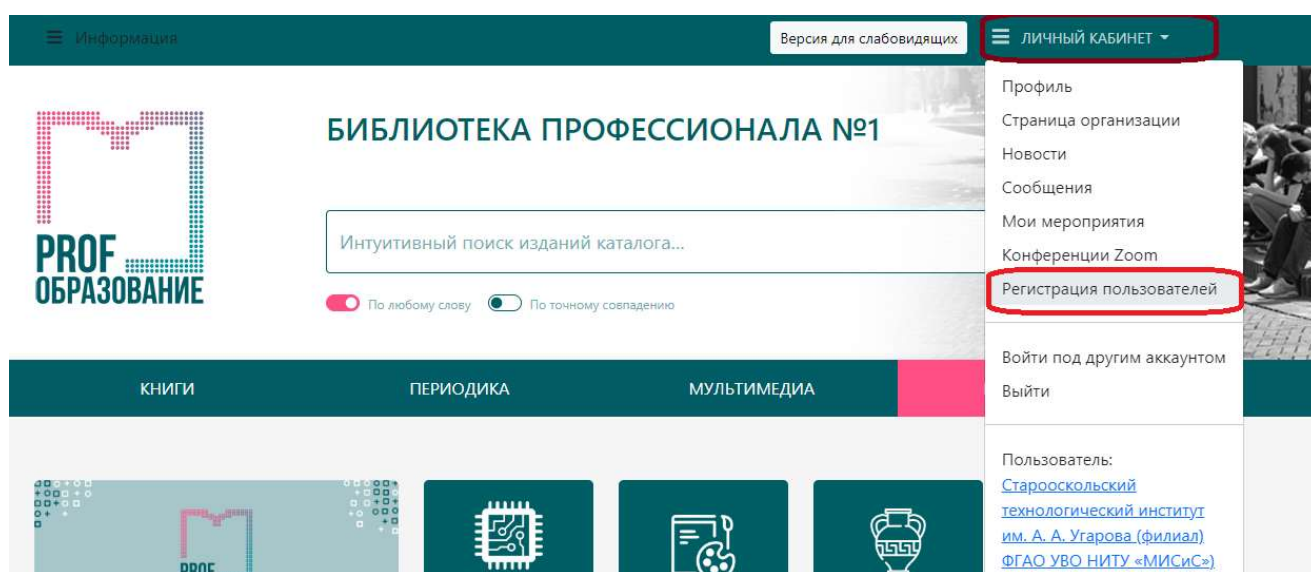 Информация
Версия для слабовидящих
ЛИЧНЫЙ КАБИНЕТ
БИБЛИОТЕКА ПРОФЕССИОНАЛА №1
PROF
ОБРАЗОВАНИЕ
Интуитивный поиск изданий каталога...
По любому слову
По точному совпадению
Профиль
Страница организации
Новости
Сообщения
Мои мероприятия
Конференции Zoom
Регистрация пользователей
Войти под другим аккаунтом
Выйти
Пользователь:
Старооскольский
технологический институт
им. А. А. Угарова (филиал)
ФГАО УВО НИТУ «МИСиС»)
КНИГИ
ПЕРИОДИКА
МУЛЬТИМЕДИА
PROF